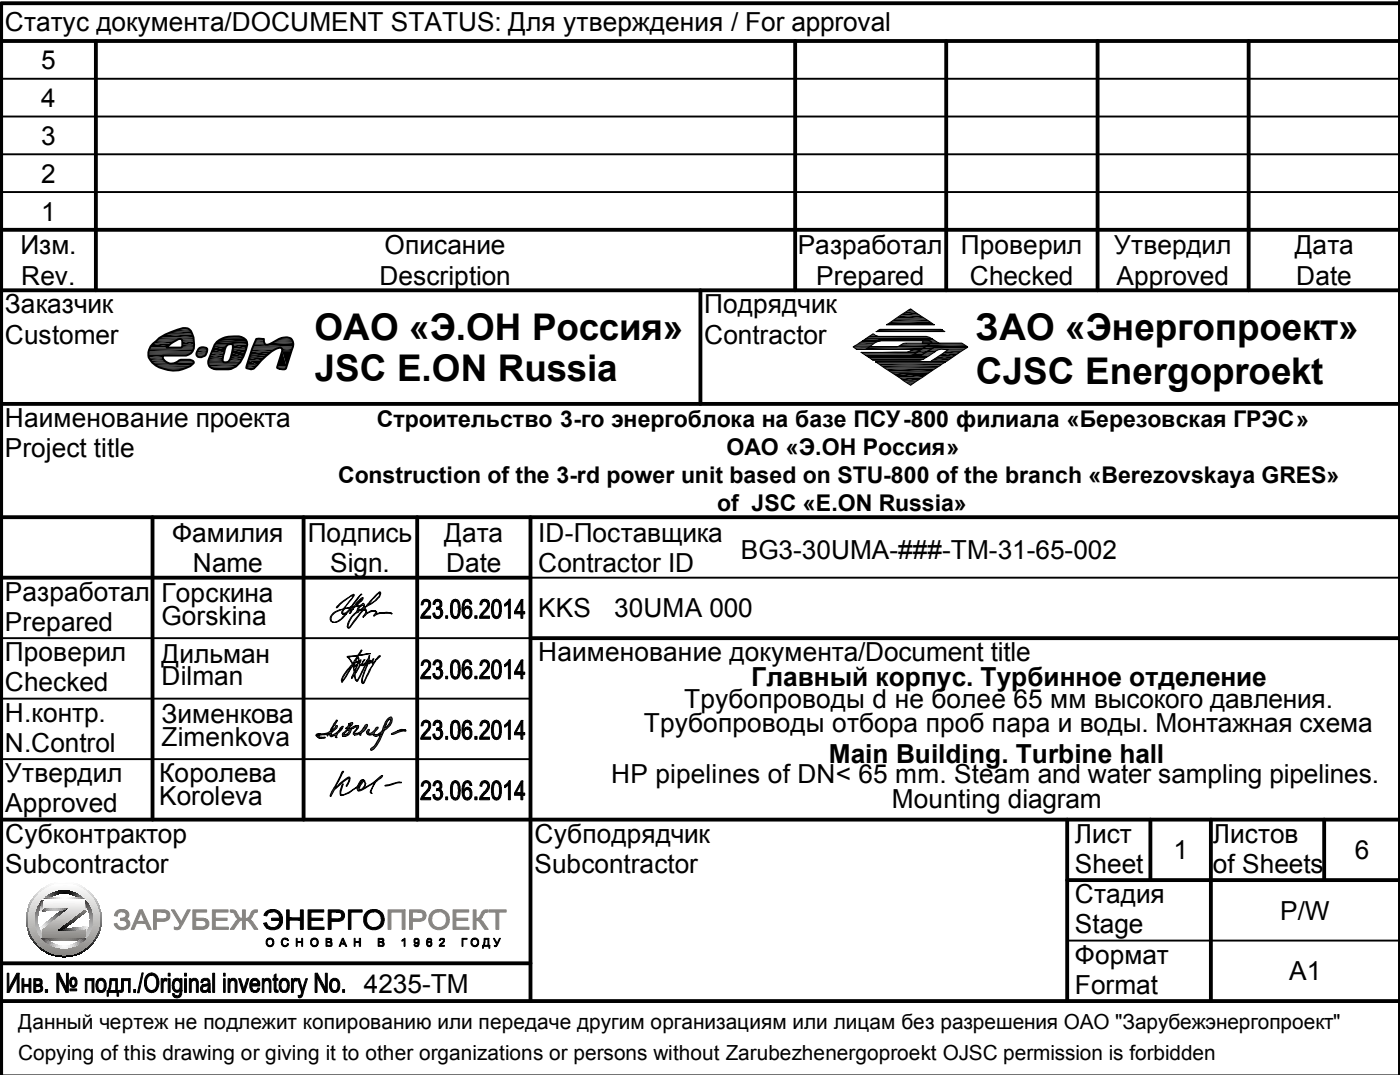 Статус документа/DOCUMENT STATUS: Для утверждения / For approval
5
4
3
2
1
Изм.
Rev.
Описание
Description
Разработал
Prepared
Проверил
Checked
Утвердил
Approved
Дата
Date
Заказчик
Customer
e·on
ОАО «Э.ОН Россия»
JSC E.ON Russia
Подрядчик
Contractor
ЗАО «Энергопроект»
CJSC Energoproekt
Наименование проекта
Project title
Строительство 3-го энергоблока на базе ПСУ-800 филиала «Березовская ГРЭС»
ОАО «Э.ОН Россия»
Construction of the 3-rd power unit based on STU-800 of the branch «Berezovskaya GRES»
of JSC «E.ON Russia»
Фамилия
Name
Подпись
Sign.
Дата
Date
ID-Поставщика
Contractor ID
BG3-30UMA-###-TM-31-65-002
Разработал
Prepared
Горскина
Gorskina
23.06.2014
KKS 30UMA 000
Проверил
Checked
Дильман
Dilman
23.06.2014
Н.контр.
N.Control
Зименкова
Zimenkova
23.06.2014
Утвердил
Approved
Королева
Koroleva
23.06.2014
Наименование документа/Document title
Главный корпус. Турбинное отделение
Трубопроводы d не более 65 мм высокого давления.
Трубопроводы отбора проб пара и воды. Монтажная схема
Main Building. Turbine hall
HP pipelines of DN< 65 mm. Steam and water sampling pipelines.
Mounting diagram
Субконтрактор
Subcontractor
ЗАРУБЕЖЭНЕРГОПРОЕКТ
ОСНОВАН В 1962 ГОДУ
Инв. № подл./Original inventory No. 4235-TM
Субподрядчик
Subcontractor
Лист
Sheet
1
Листов
of Sheets
6
Стадия
Stage
P/W
Формат
Format
A1
Данный чертеж не подлежит копированию или передаче другим организациям или лицам без разрешения ОАО "Зарубежэнергопроект"
Copying of this drawing or giving it to other organizations or persons without Zarubezhenergoproekt OJSC permission is forbidden